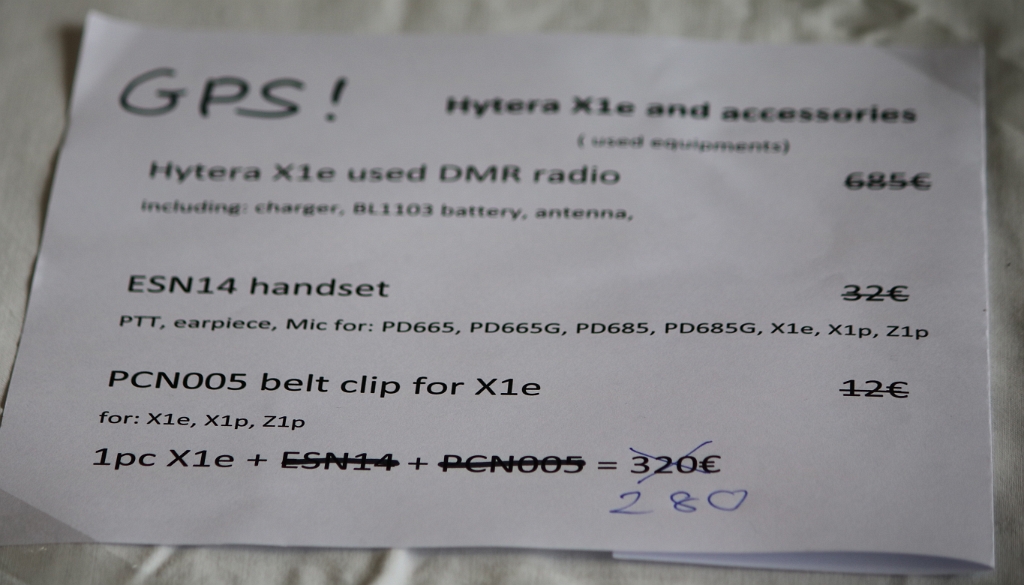 GPS!
Hytera X1e and accessories
( used equipments)
Hytera X1e used DMR radio 685€
including: charger, BL1103 battery, antenna,
ESN14 handset 32€
PTT, earpiece, Mic for: PD665, PD665G, PD685, PD685G, X1e, X1p, Z1p
PCN005 belt clip for X1e 12€
for: X1e, X1p, Z1p
1pc X1e + ESN14 + PCN005 = 320€
280